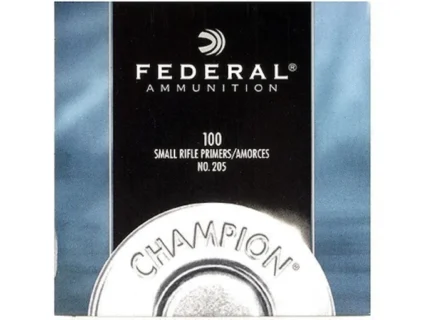 FEDERAL®
AMMUNITION
100
SMALL RIFLE PRIMERS/AMORCES
NO. 205
CHAMPION®